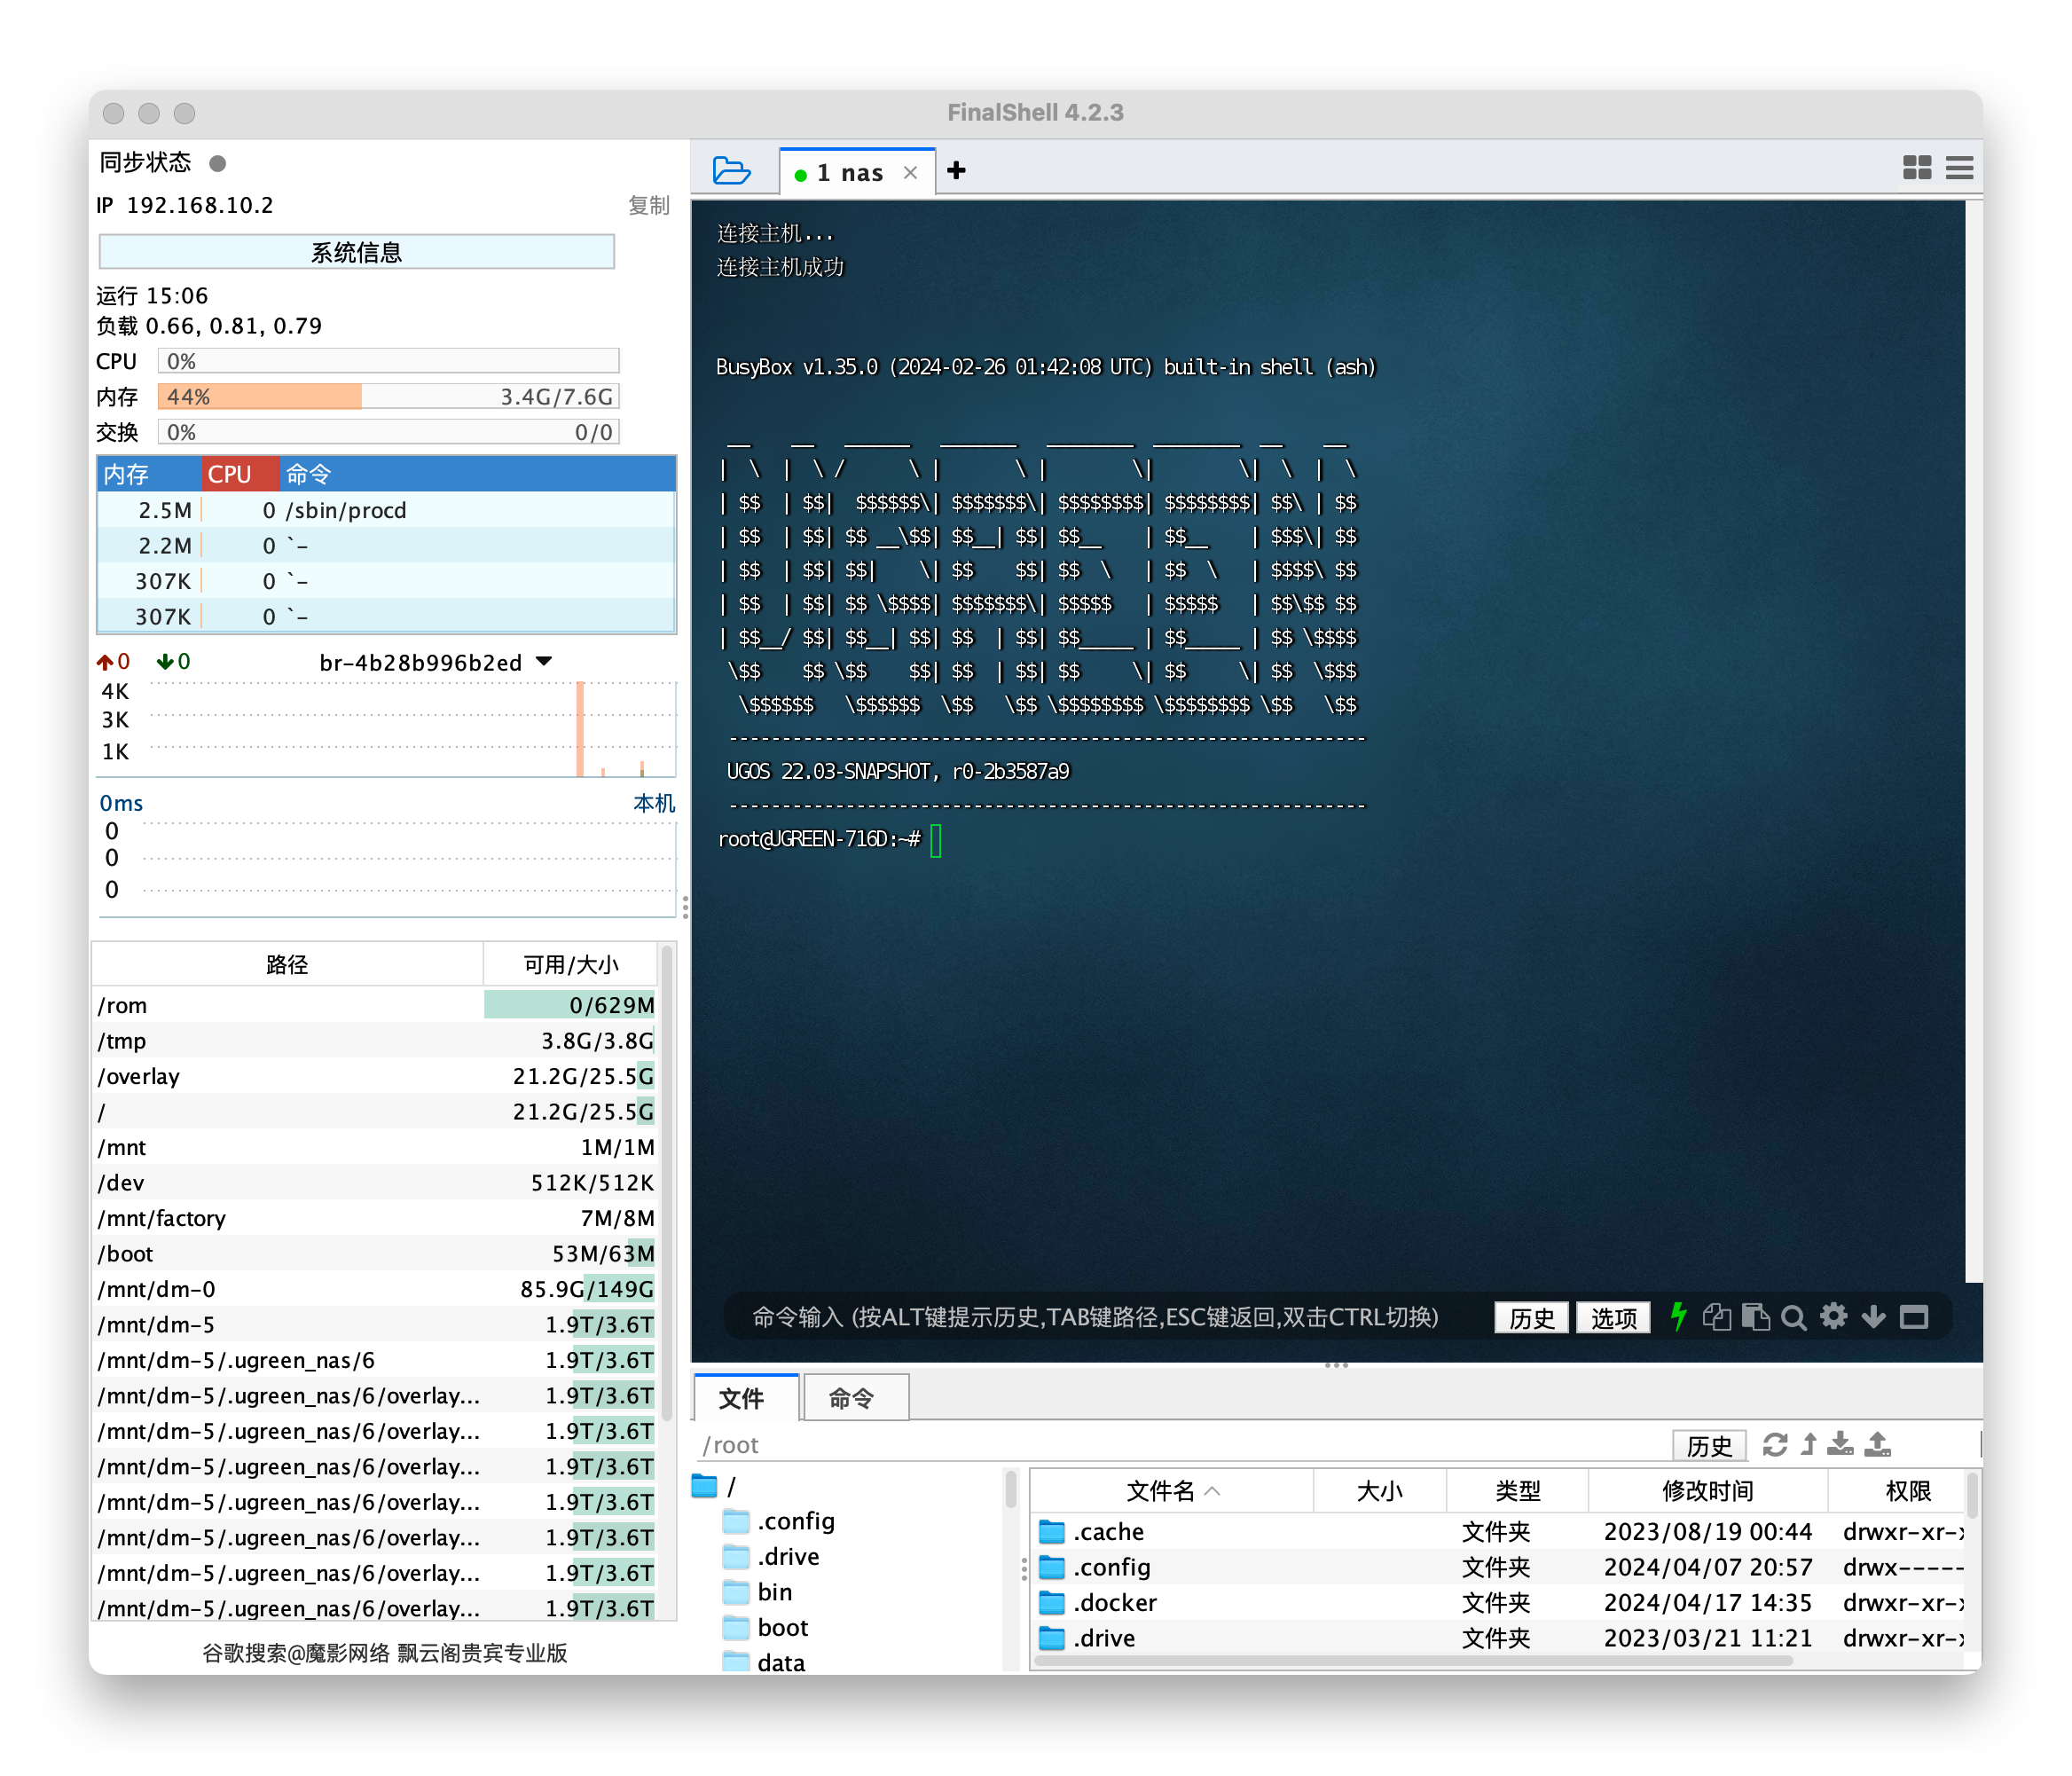 FinalShell 4.2.3
同步状态
IP 192.168.10.2 复制
系统信息
运行 15:06
负载 0.66, 0.81, 0.79
CPU 0%
内存 44% 3.4G/7.6G
交换 0% 0/0
内存 CPU 命令
2.5M 0 /sbin/procd
2.2M 0 `-
307K 0 `-
307K 0 `-
0 0 br-4b28b996b2ed
4K
3K
1K
0ms 本机
0
0
0
路径 可用/大小
/rom 0/629M
/tmp 3.8G/3.8G
/overlay 21.2G/25.5G
/ 21.2G/25.5G
/mnt 1M/1M
/dev 512K/512K
/mnt/factory 7M/8M
/boot 53M/63M
/mnt/dm-0 85.9G/149G
/mnt/dm-5 1.9T/3.6T
/mnt/dm-5/.ugreen_nas/6 1.9T/3.6T
/mnt/dm-5/.ugreen_nas/6/overlay... 1.9T/3.6T
/mnt/dm-5/.ugreen_nas/6/overlay... 1.9T/3.6T
/mnt/dm-5/.ugreen_nas/6/overlay... 1.9T/3.6T
/mnt/dm-5/.ugreen_nas/6/overlay... 1.9T/3.6T
/mnt/dm-5/.ugreen_nas/6/overlay... 1.9T/3.6T
/mnt/dm-5/.ugreen_nas/6/overlay... 1.9T/3.6T
/mnt/dm-5/.ugreen_nas/6/overlay... 1.9T/3.6T
谷歌搜索@魔影网络 飘云阁贵宾专业版
1 nas
连接主机...
连接主机成功
BusyBox v1.35.0 (2024-02-26 01:42:08 UTC) built-in shell (ash)
 __    __   ______   _______   ________  ________  __    __
|  \  |  \ /      \ |       \ |        \|        \|  \  |  \
| $$  | $$|  $$$$$$\| $$$$$$$\| $$$$$$$$| $$$$$$$$| $$\ | $$
| $$  | $$| $$ __\$$| $$__| $$| $$__    | $$__    | $$$\| $$
| $$  | $$| $$|    \| $$    $$| $$  \   | $$  \   | $$$$\ $$
| $$  | $$| $$ \$$$$| $$$$$$$\| $$$$$   | $$$$$   | $$\$$ $$
| $$__/ $$| $$__| $$| $$  | $$| $$_____ | $$_____ | $$ \$$$$
 \$$    $$ \$$    $$| $$  | $$| $$     \| $$     \| $$  \$$$
  \$$$$$$   \$$$$$$  \$$   \$$ \$$$$$$$$ \$$$$$$$$ \$$   \$$
------------------------------------------------------------
UGOS 22.03-SNAPSHOT, r0-2b3587a9
------------------------------------------------------------
root@UGREEN-716D:~#
命令输入 (按ALT键提示历史,TAB键路径,ESC键返回,双击CTRL切换) 历史 选项
文件 命令
/root 历史
/
.config
.drive
bin
boot
data
文件名 大小 类型 修改时间 权限
.cache 文件夹 2023/08/19 00:44 drwxr-xr-x
.config 文件夹 2024/04/07 20:57 drwx-----
.docker 文件夹 2024/04/17 14:35 drwxr-xr-x
.drive 文件夹 2023/03/21 11:21 drwxr-xr-x